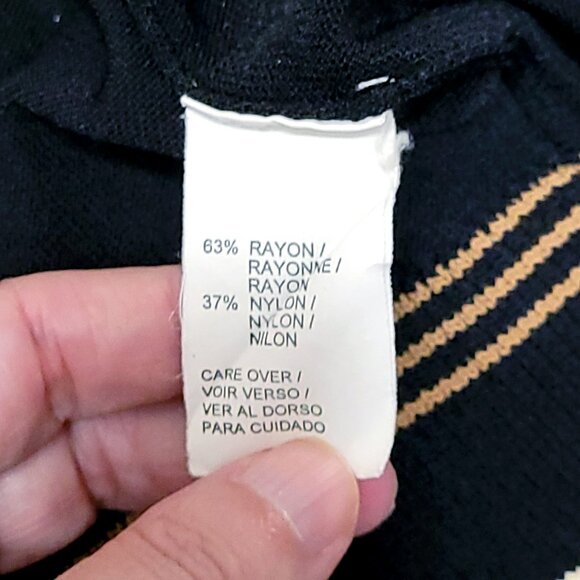 63% RAYON /
RAYONNE /
RAYON
37% NYLON /
NYLON /
NILON
CARE OVER /
VOIR VERSO /
VER AL DORSO
PARA CUIDADO